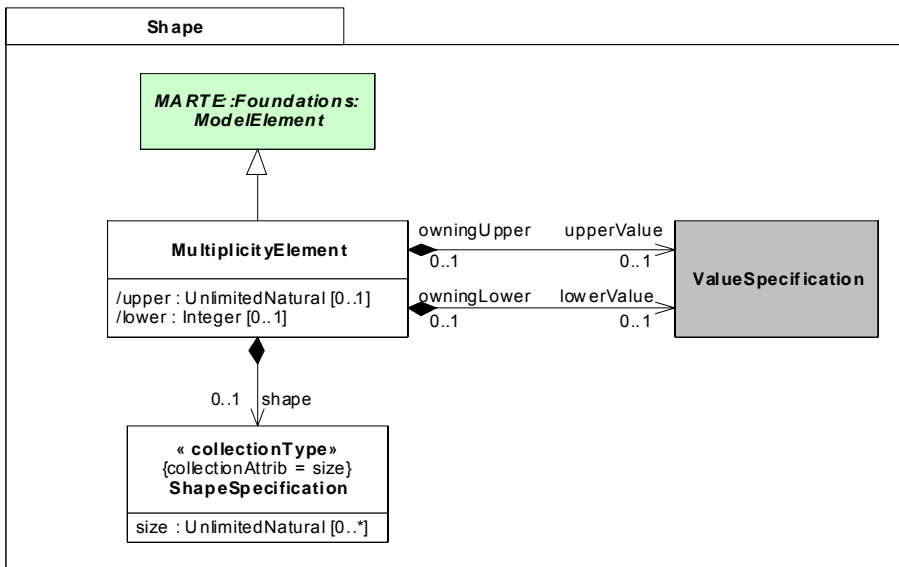 Shape
MARTE::Foundations:
ModelElement
MultiplicityElement
/upper : UnlimitedNatural [0..1]
/lower : Integer [0..1]
owningUpper upperValue
0..1 0..1
owningLower lowerValue
0..1 0..1
ValueSpecification
0..1 shape
« collectionType»
{collectionAttrib = size}
ShapeSpecification
size : UnlimitedNatural [0..*]